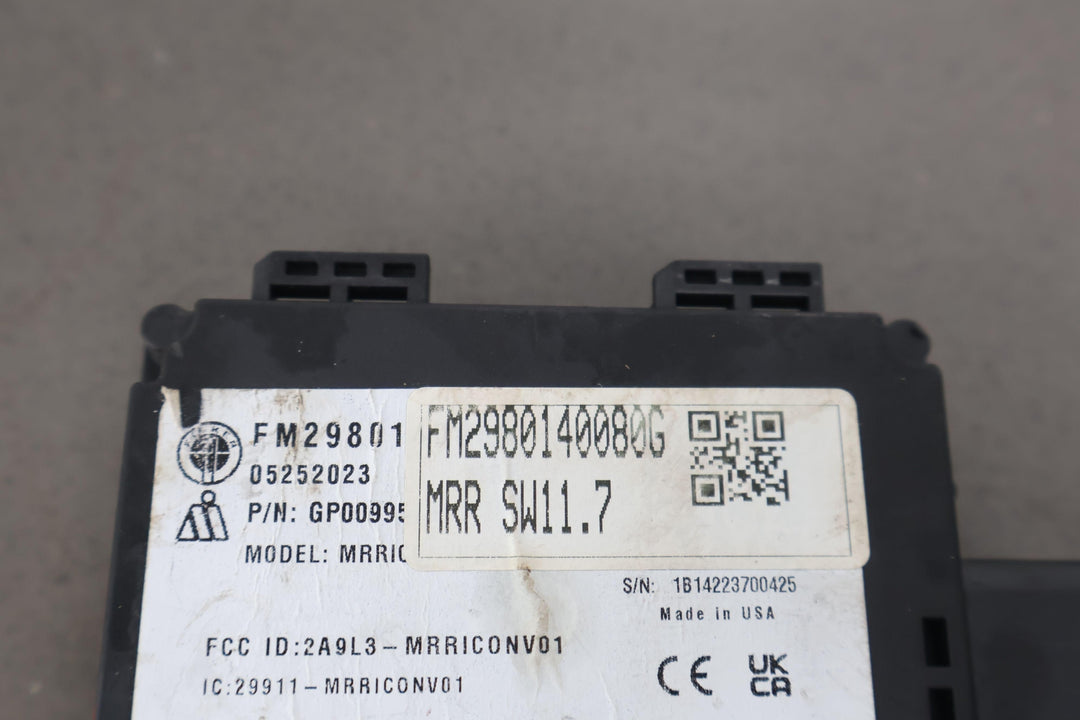 FM29801
05252023
P/N: GP00995
MODEL: MRRIC
FM2980140080G
MRR SW11.7
S/N: 1B14223700425
Made in USA
FCC ID:2A9L3-MRRICONV01
IC:29911-MRRICONV01
CE
UK
CA